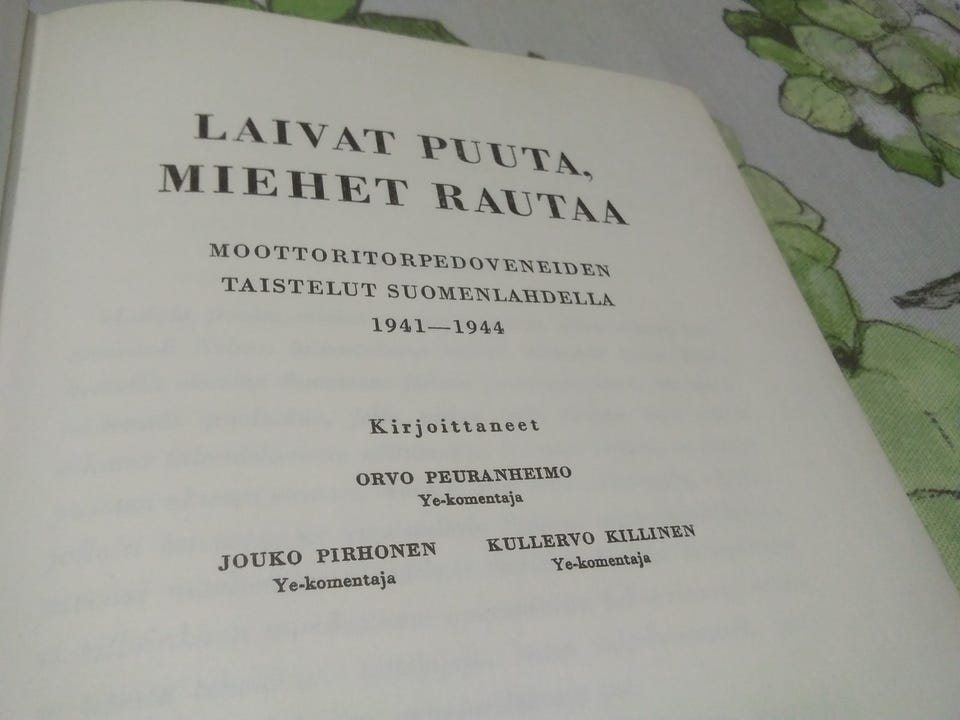 LAIVAT PUUTA,
MIEHET RAUTAA
MOOTTORITORPEDOVENEIDEN
TAISTELUT SUOMENLAHDELLA
1941—1944
Kirjoittaneet
ORVO PEURANHEIMO
Ye-komentaja
JOUKO PIRHONEN
Ye-komentaja
KULLERVO KILLINEN
Ye-komentaja